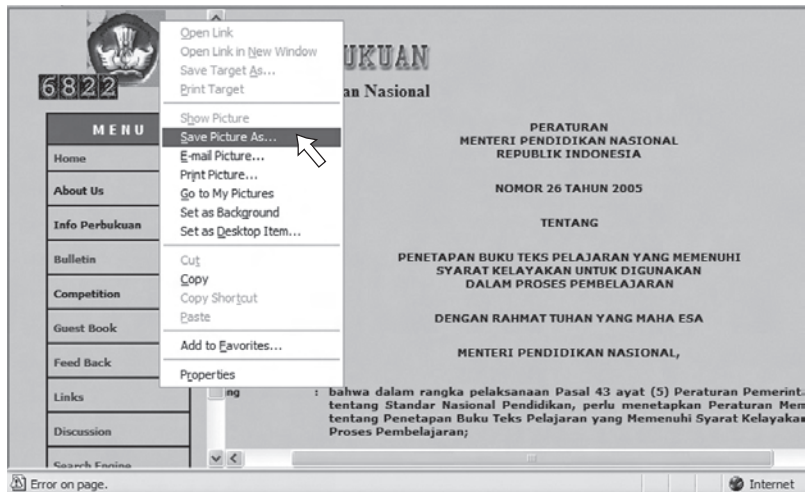 6822
UKUAN
an Nasional
MENU
Home
About Us
Info Perbukuan
Bulletin
Competition
Guest Book
Feed Back
Links
Discussion
Search Engine
Open Link
Open Link in New Window
Save Target As...
Print Target
Show Picture
Save Picture As...
E-mail Picture...
Print Picture...
Go to My Pictures
Set as Background
Set as Desktop Item...
Cut
Copy
Copy Shortcut
Paste
Add to Favorites...
Properties
PERATURAN
MENTERI PENDIDIKAN NASIONAL
REPUBLIK INDONESIA
NOMOR 26 TAHUN 2005
TENTANG
PENETAPAN BUKU TEKS PELAJARAN YANG MEMENUHI
SYARAT KELAYAKAN UNTUK DIGUNAKAN
DALAM PROSES PEMBELAJARAN
DENGAN RAHMAT TUHAN YANG MAHA ESA
MENTERI PENDIDIKAN NASIONAL,
ng : bahwa dalam rangka pelaksanaan Pasal 43 ayat (5) Peraturan Pemerint
tentang Standar Nasional Pendidikan, perlu menetapkan Peraturan Men
tentang Penetapan Buku Teks Pelajaran yang Memenuhi Syarat Kelayaka
Proses Pembelajaran;
Error on page.
Internet